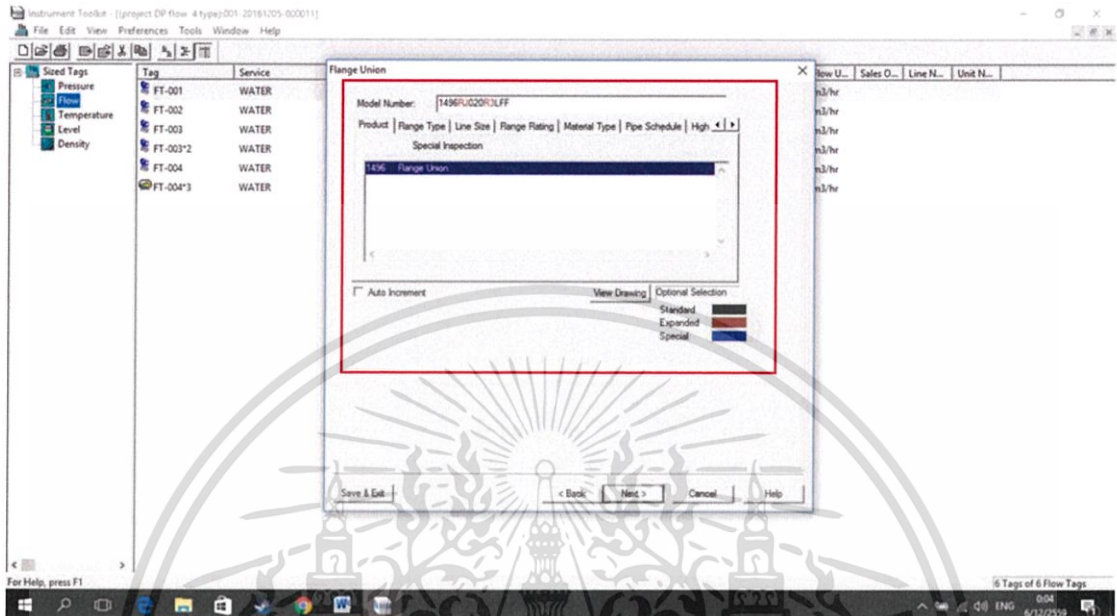 Instrument Toolkit - [(project DP flow 4 type):001-20161205-000011]
File Edit View Preferences Tools Window Help
Sized Tags
Pressure
Flow
Temperature
Level
Density
Tag Service
FT-001 WATER
FT-002 WATER
FT-003 WATER
FT-003*2 WATER
FT-004 WATER
FT-004*3 WATER
Flange Union
Model Number: 1496RJ020R3LFF
Product Flange Type Line Size Flange Rating Material Type Pipe Schedule High
Special Inspection
1496 Flange Union
Auto Increment
View Drawing
Optional Selection
Standard
Expanded
Special
Save & Exit < Back Next > Cancel Help
Flow U... Sales O... Line N... Unit N...
m3/hr
m3/hr
m3/hr
m3/hr
m3/hr
m3/hr
For Help, press F1
6 Tags of 6 Flow Tags
ENG
0:04
6/12/2559